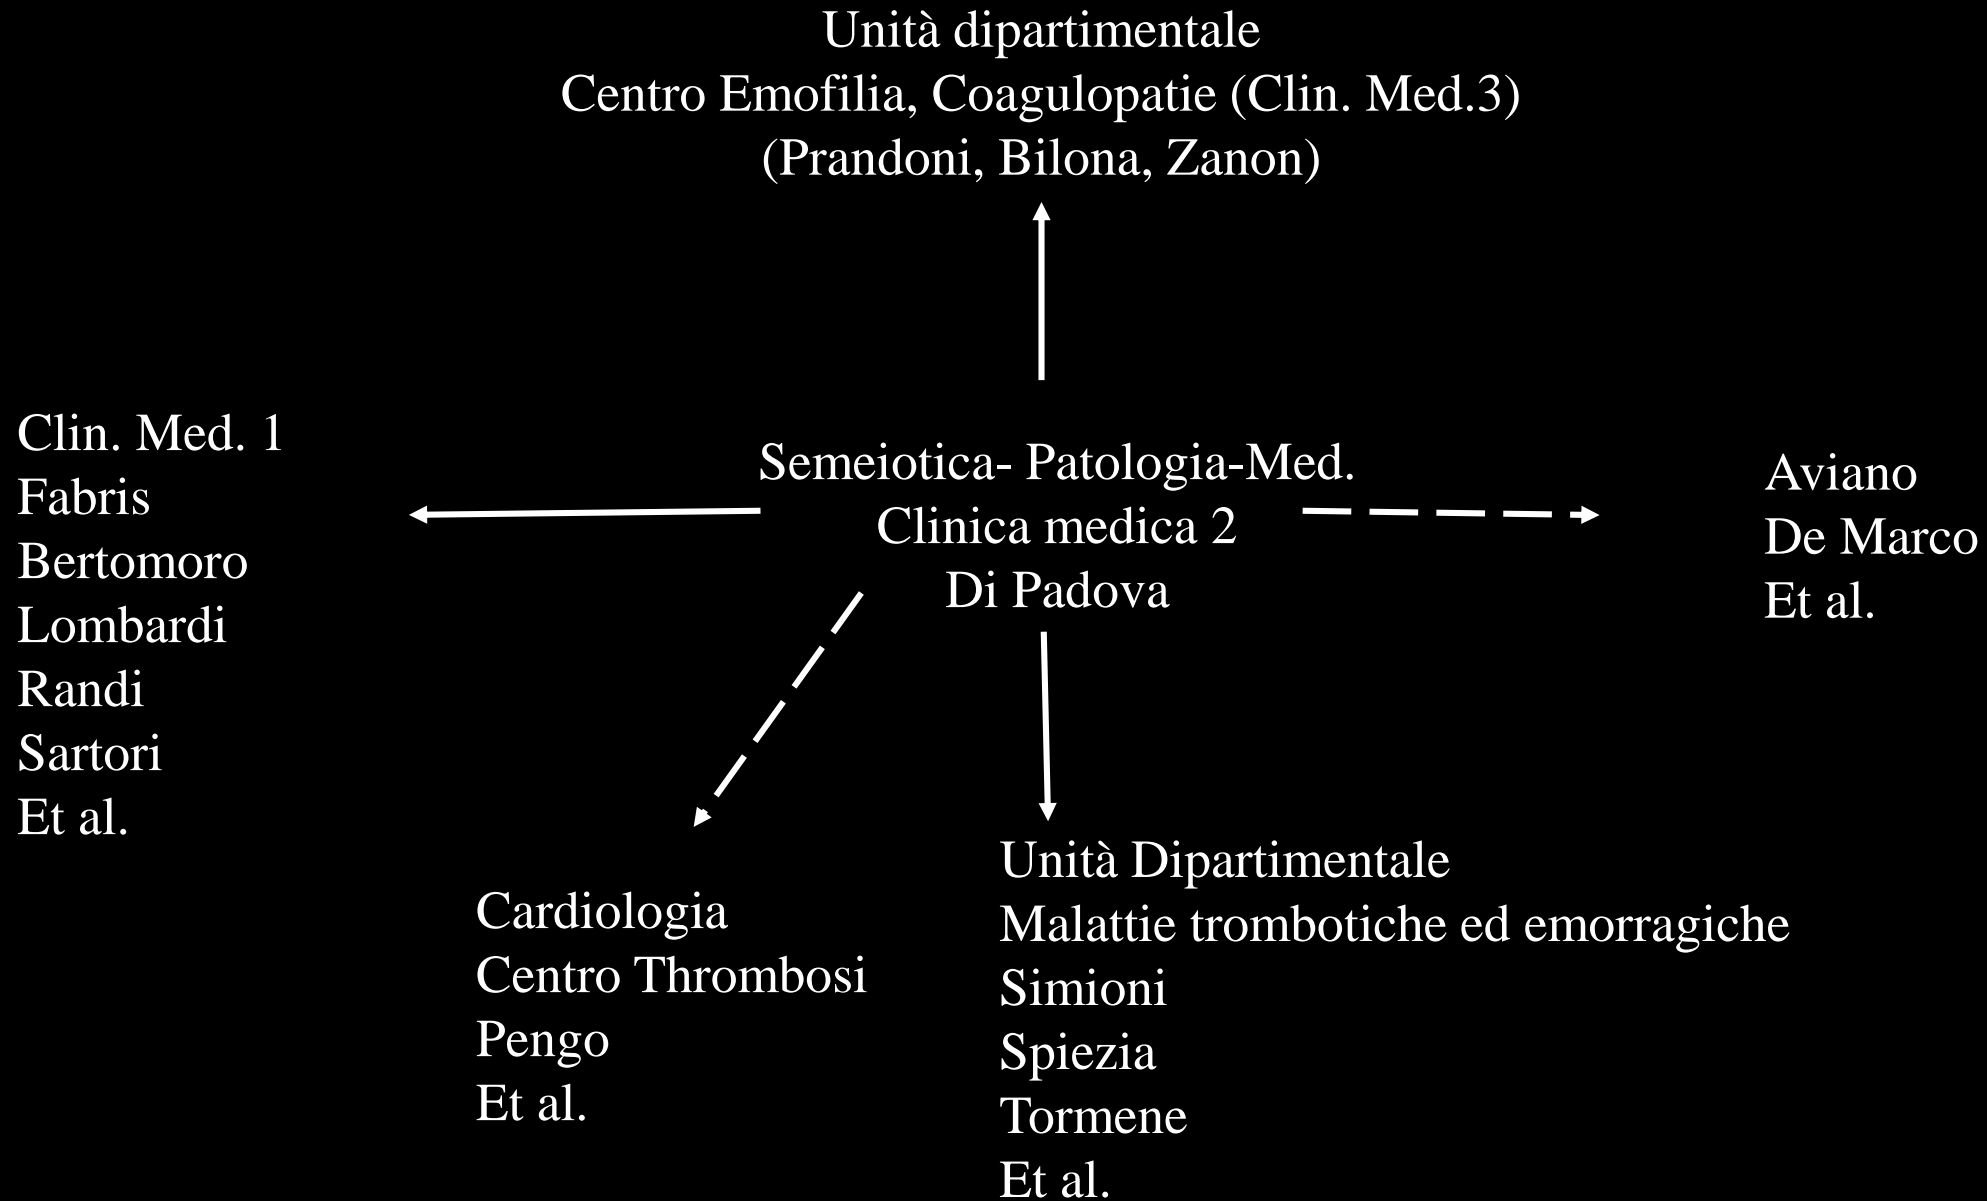 Unità dipartimentale
Centro Emofilia, Coagulopatie (Clin. Med.3)
(Prandoni, Bilona, Zanon)
Clin. Med. 1
Fabris
Bertomoro
Lombardi
Randi
Sartori
Et al.
Semeiotica- Patologia-Med.
Clinica medica 2
Di Padova
Aviano
De Marco
Et al.
Cardiologia
Centro Thrombosi
Pengo
Et al.
Unità Dipartimentale
Malattie trombotiche ed emorragiche
Simioni
Spiezia
Tormene
Et al.